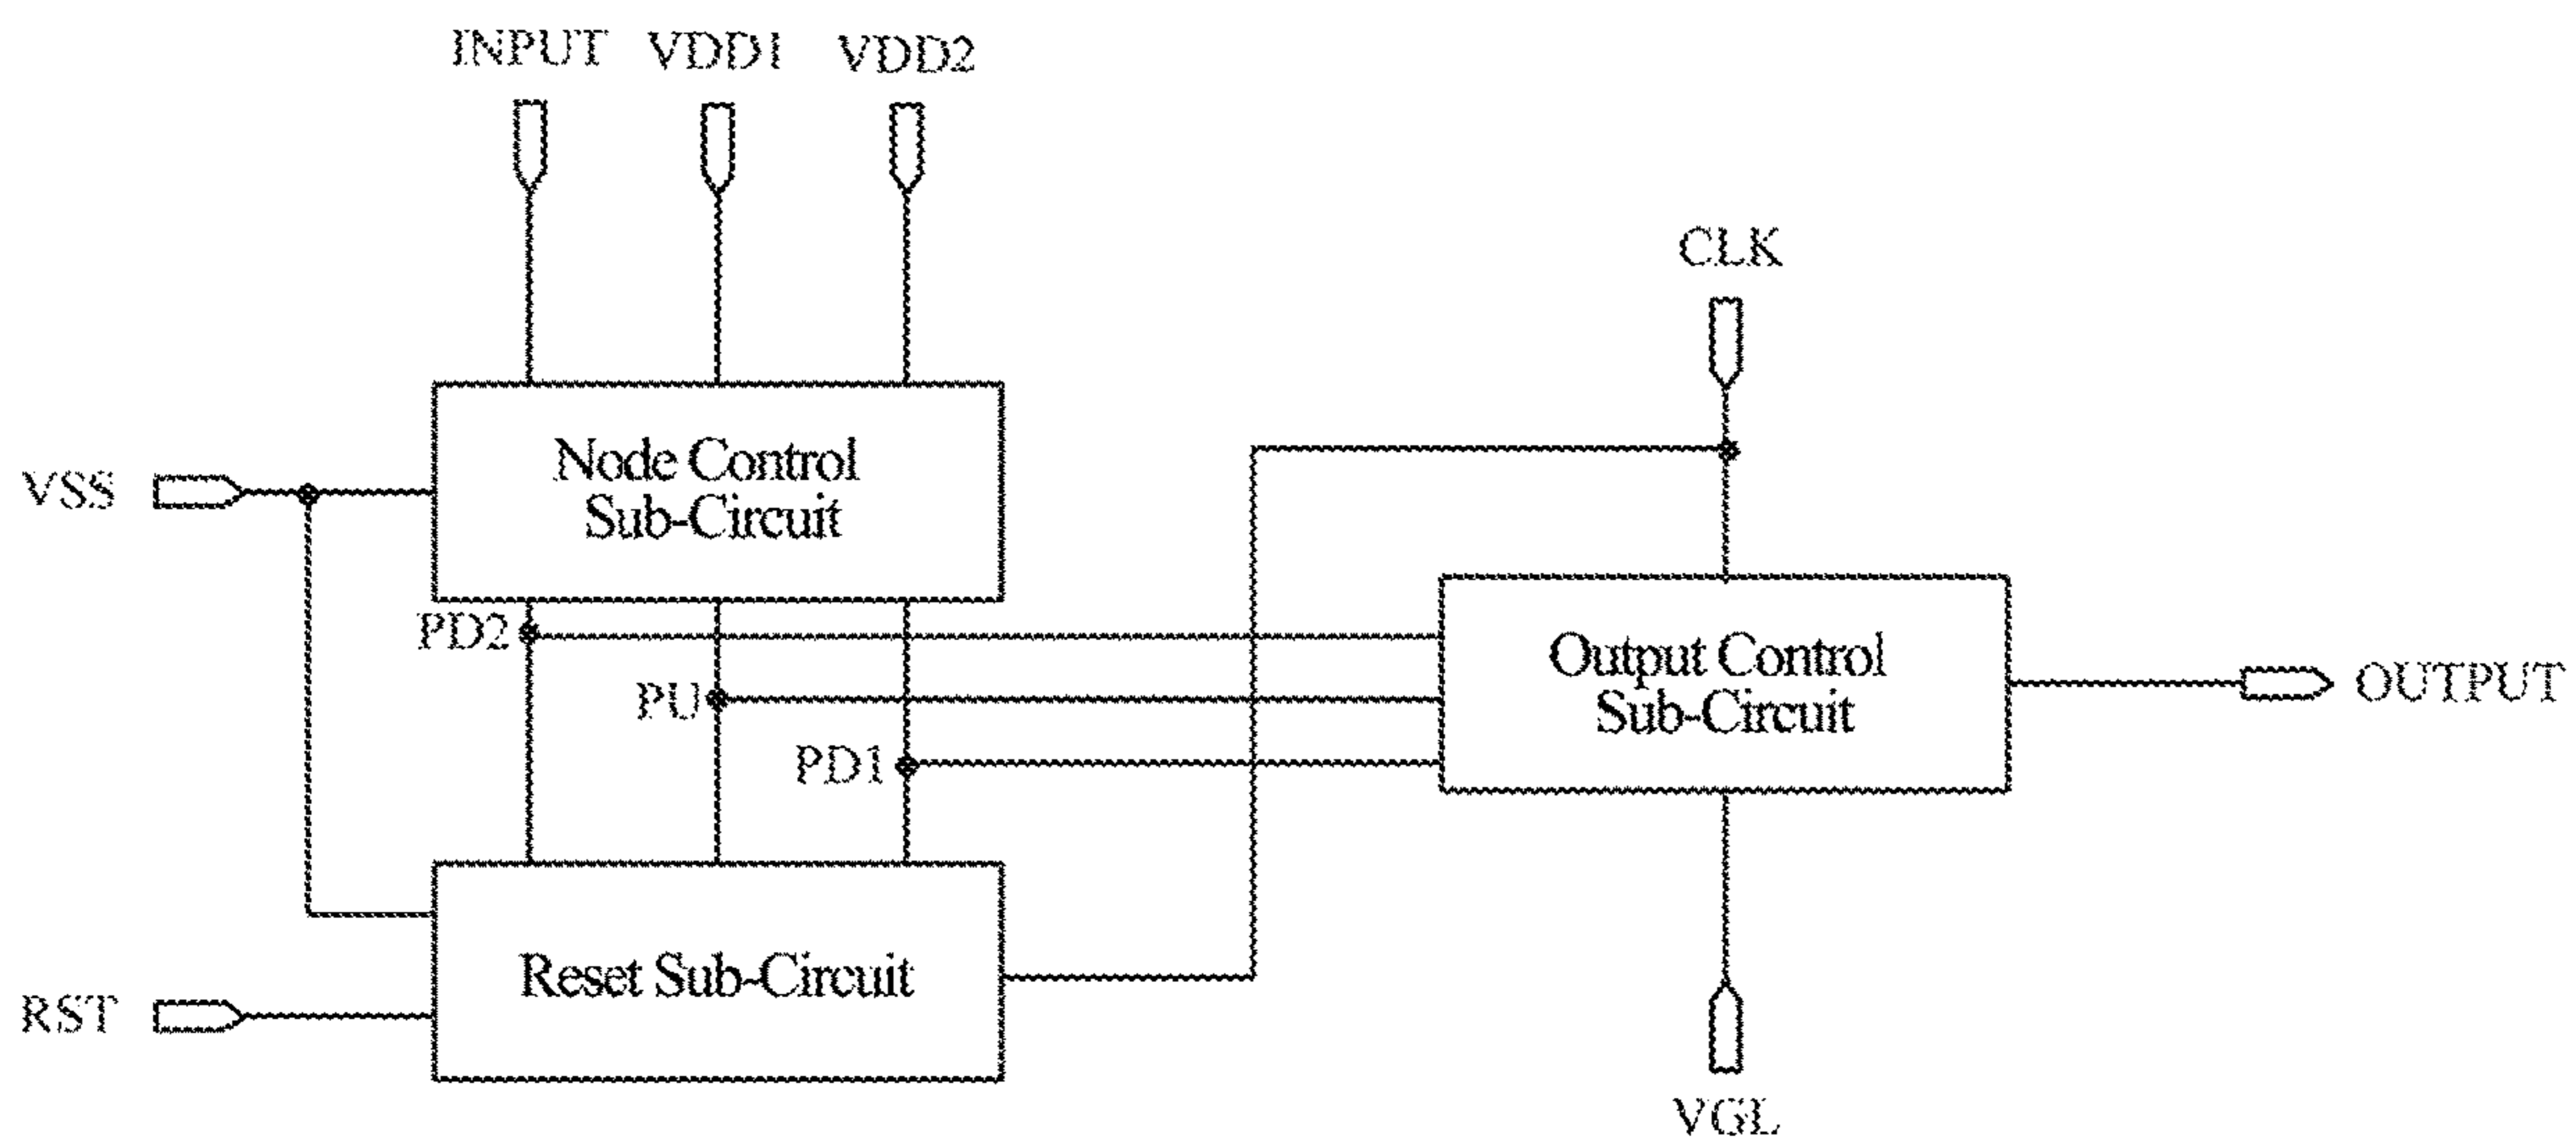 INPUT
VDD1
VDD2
CLK
Node Control
Sub-Circuit
VSS
PD2
PU
PD1
Output Control
Sub-Circuit
OUTPUT
Reset Sub-Circuit
RST
VGL